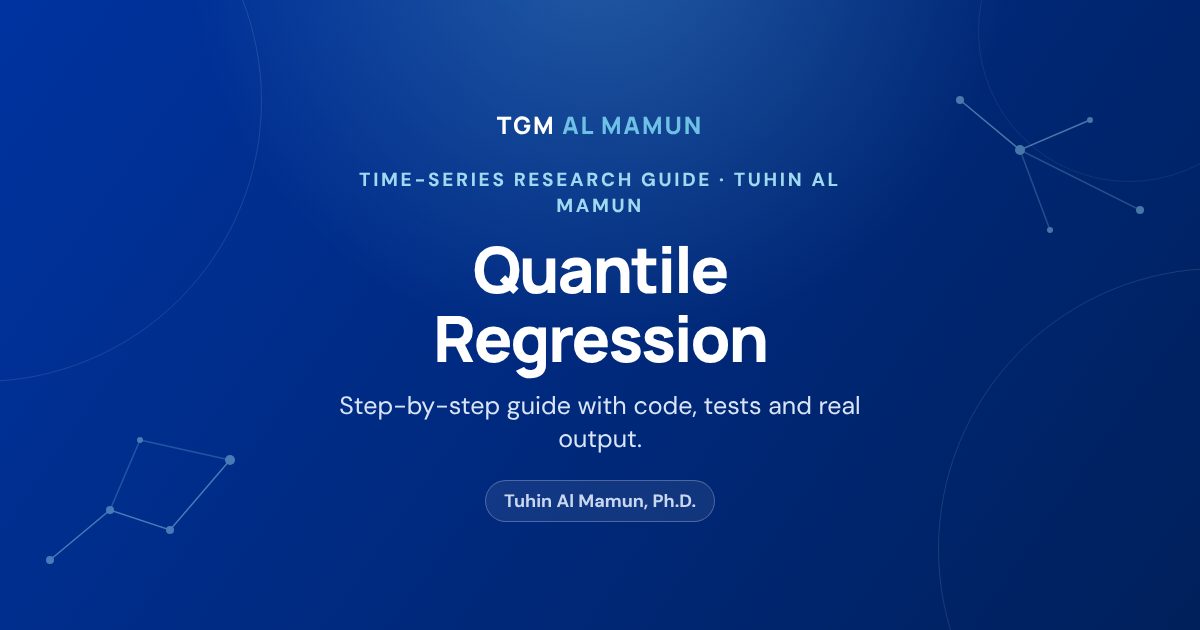 TGM AL MAMUN
TIME-SERIES RESEARCH GUIDE · TUHIN AL
MAMUN
Quantile
Regression
Step-by-step guide with code, tests and real
output.
Tuhin Al Mamun, Ph.D.